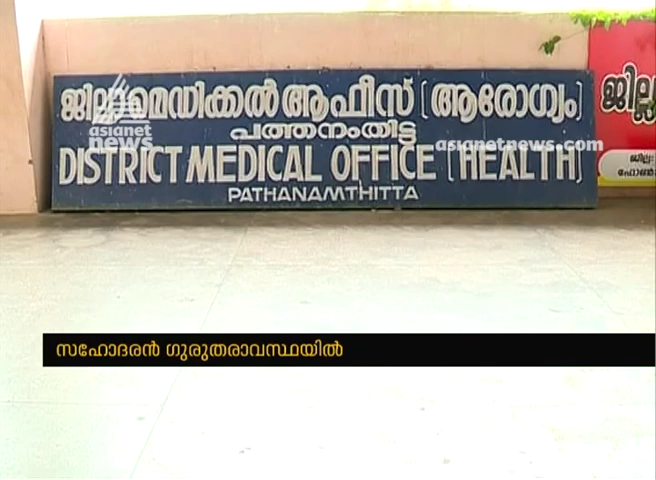 ജില്ലാ മെഡിക്കൽ ആഫീസ് (ആരോഗ്യം)
പത്തനംതിട്ട
DISTRICT MEDICAL OFFICE (HEALTH)
PATHANAMTHITTA
asianet
news
asianetnews.com
ജില്ല
ജില്ല:
ഫോൺ
സഹോദരൻ ഗുരുതരാവസ്ഥയിൽ